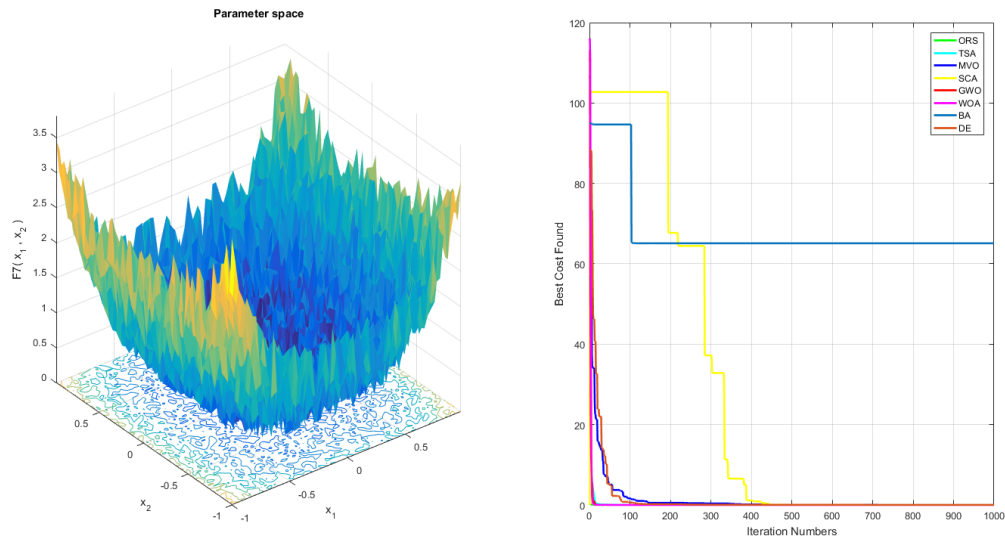 Parameter space
F7( x1 , x2 )
3.5
3
2.5
2
1.5
1
0.5
0
0.5
0
-0.5
-1
x2
-1
-0.5
0
0.5
x1
120
100
80
60
40
20
0
Best Cost Found
0 100 200 300 400 500 600 700 800 900 1000
Iteration Numbers
ORS
TSA
MVO
SCA
GWO
WOA
BA
DE